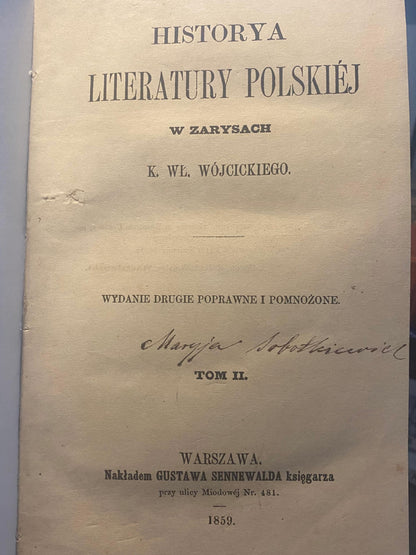 HISTORYA
LITERATURY POLSKIÉJ
W ZARYSACH
K. WŁ. WÓJCICKIEGO.
WYDANIE DRUGIE POPRAWNE I POMNOŻONE.
Maryja Sobotkiewicz
TOM II.
WARSZAWA.
Nakładem GUSTAWA SENNEWALDA księgarza
przy ulicy Miodowéj Nr. 481.
1859.